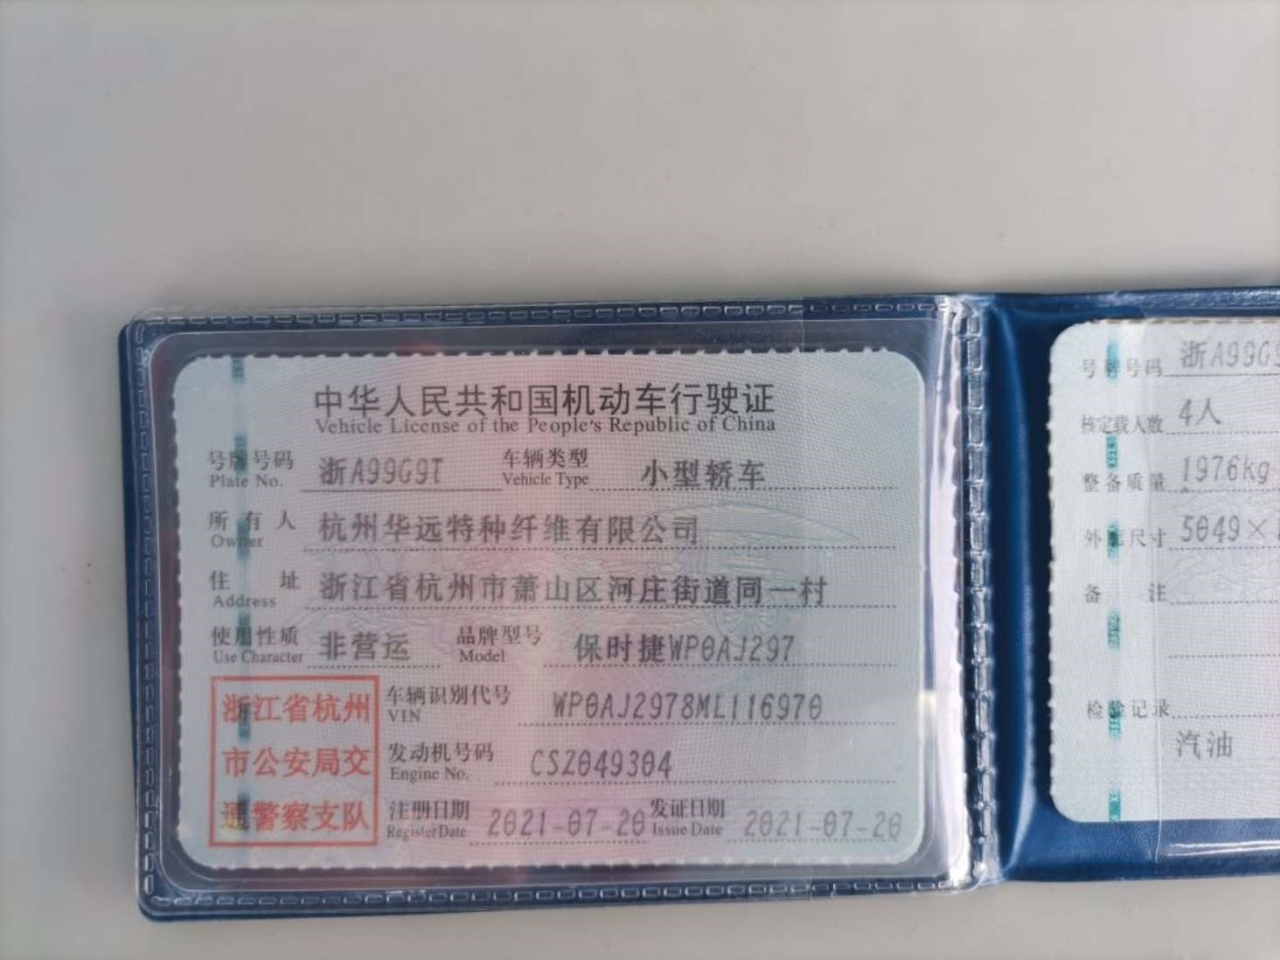 中华人民共和国机动车行驶证
Vehicle License of the People's Republic of China
号牌号码 浙A99G9T 车辆类型 小型轿车
Plate No. Vehicle Type
所有人 杭州华远特种纤维有限公司
Owner
住址 浙江省杭州市萧山区河庄街道同一村
Address
使用性质 非营运 品牌型号 保时捷WP0AJ297
Use Character Model
浙江省杭州
市公安局交
通警察支队
车辆识别代号 WP0AJ2978ML116970
VIN
发动机号码 CSZ049304
Engine No.
注册日期 2021-07-20 发证日期 2021-07-20
Register Date Issue Date
号牌号码 浙A99G9
核定载人数 4人
整备质量 1976kg
外廓尺寸 5049×
备注
检验记录
汽油